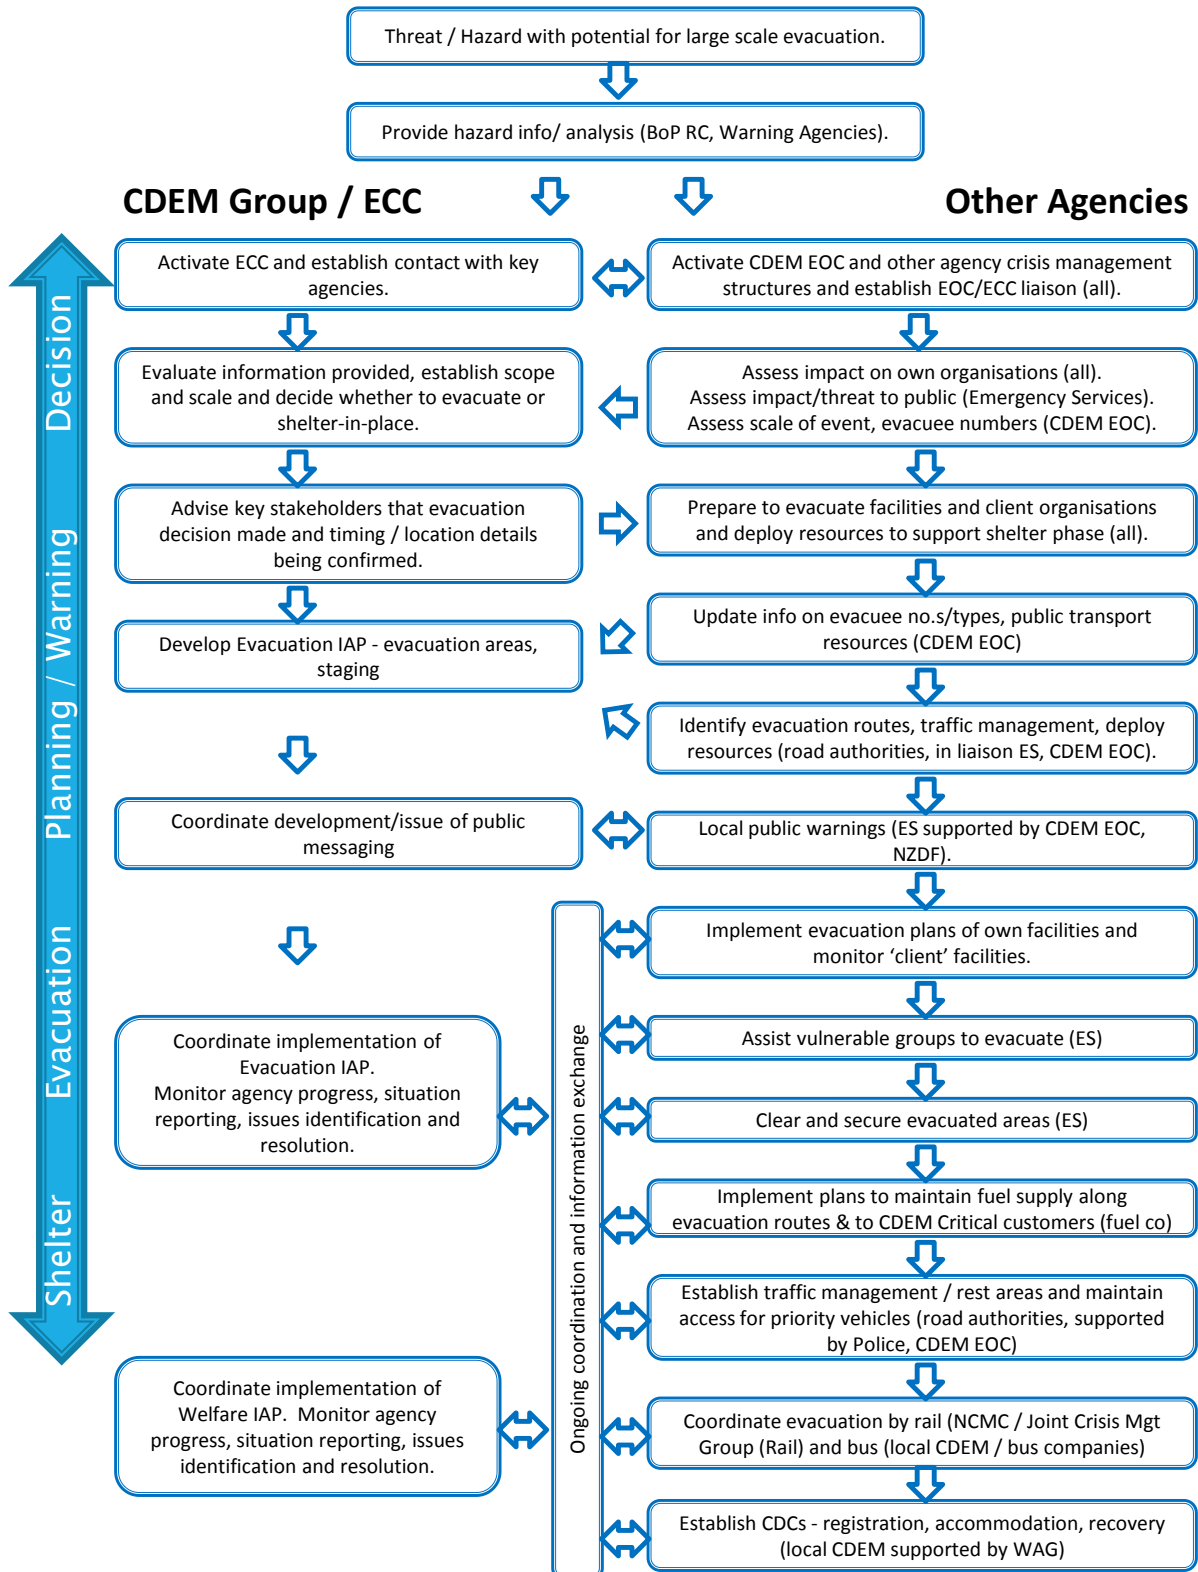 Threat / Hazard with potential for large scale evacuation.
Provide hazard info/ analysis (BoP RC, Warning Agencies).
CDEM Group / ECC
Other Agencies
Decision
Planning / Warning
Evacuation
Shelter
Activate ECC and establish contact with key
agencies.
Activate CDEM EOC and other agency crisis management
structures and establish EOC/ECC liaison (all).
Evaluate information provided, establish scope
and scale and decide whether to evacuate or
shelter-in-place.
Assess impact on own organisations (all).
Assess impact/threat to public (Emergency Services).
Assess scale of event, evacuee numbers (CDEM EOC).
Advise key stakeholders that evacuation
decision made and timing / location details
being confirmed.
Prepare to evacuate facilities and client organisations
and deploy resources to support shelter phase (all).
Develop Evacuation IAP - evacuation areas,
staging
Update info on evacuee no.s/types, public transport
resources (CDEM EOC)
Identify evacuation routes, traffic management, deploy
resources (road authorities, in liaison ES, CDEM EOC).
Coordinate development/issue of public
messaging
Local public warnings (ES supported by CDEM EOC,
NZDF).
Ongoing coordination and information exchange
Implement evacuation plans of own facilities and
monitor ‘client’ facilities.
Coordinate implementation of
Evacuation IAP.
Monitor agency progress, situation
reporting, issues identification and
resolution.
Assist vulnerable groups to evacuate (ES)
Clear and secure evacuated areas (ES)
Implement plans to maintain fuel supply along
evacuation routes & to CDEM Critical customers (fuel co)
Establish traffic management / rest areas and maintain
access for priority vehicles (road authorities, supported
by Police, CDEM EOC)
Coordinate implementation of
Welfare IAP.  Monitor agency
progress, situation reporting, issues
identification and resolution.
Coordinate evacuation by rail (NCMC / Joint Crisis Mgt
Group (Rail) and bus (local CDEM / bus companies)
Establish CDCs - registration, accommodation, recovery
(local CDEM supported by WAG)